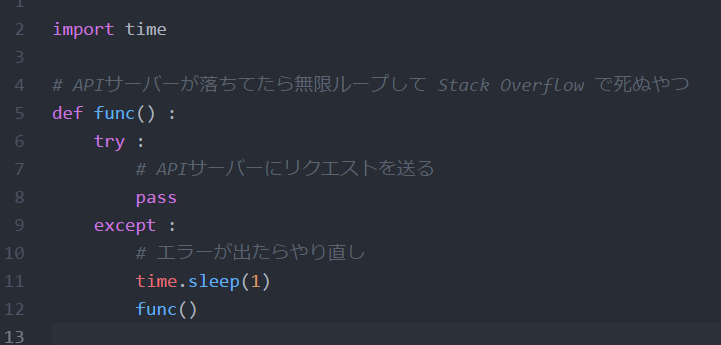 1
2 import time
3
4 # APIサーバーが落ちてたら無限ループして Stack Overflow で死ぬやつ
5 def func() :
6     try :
7         # APIサーバーにリクエストを送る
8         pass
9     except :
10         # エラーが出たらやり直し
11         time.sleep(1)
12         func()
13